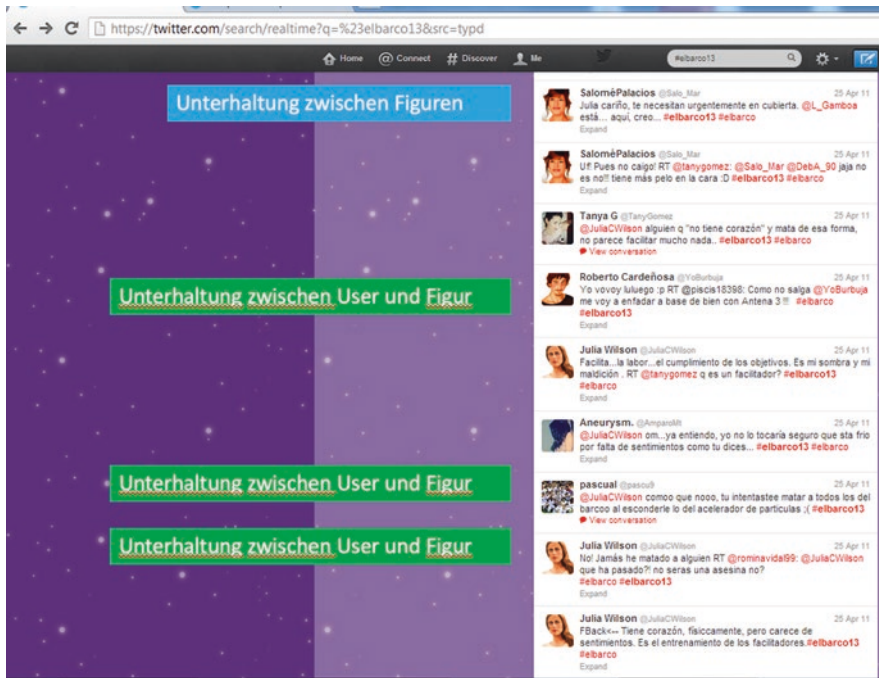 https://twitter.com/search/realtime?q=%23elbarco13&src=typd
Home @ Connect # Discover Me #elbarco13
Unterhaltung zwischen Figuren
SalomèPalacios @Salo_Mar 25 Apr 11
Julia cariño, te necesitan urgentemente en cubierta. @L_Gamboa
está... aquí, creo... #elbarco13 #elbarco
Expand
SalomèPalacios @Salo_Mar 25 Apr 11
Uf! Pues no caigo! RT @tanygomez: @Salo_Mar @DebA_90 jaja no
es no!! tiene más pelo en la cara :D #elbarco13 #elbarco
Expand
Tanya G @TanyGomez 25 Apr 11
@JuliaCWilson alguien q "no tiene corazón" y mata de esa forma,
no parece facilitar mucho nada.. #elbarco13 #elbarco
View conversation
Unterhaltung zwischen User und Figur
Roberto Cardeñosa @YoBurbuja 25 Apr 11
Yo vovoy luluego :p RT @piscis18398: Como no salga @YoBurbuja
me voy a enfadar a base de bien con Antena 3 !!! #elbarco
#elbarco13
Expand
Julia Wilson @JuliaCWilson 25 Apr 11
Facilita...la labor...el cumplimiento de los objetivos. Es mi sombra y mi
maldición . RT @tanygomez q es un facilitador? #elbarco13
#elbarco
Expand
Aneurysm. @AmparoMt 25 Apr 11
@JuliaCWilson om...ya entiendo, yo no lo tocaría seguro que sta frio
por falta de sentimientos como tu dices... #elbarco13 #elbarco
Expand
Unterhaltung zwischen User und Figur
pascual @pascu9 25 Apr 11
@JuliaCWilson comoo que nooo, tu intentastee matar a todos los del
barcoo al esconderle lo del acelerador de particulas ;( #elbarco13
View conversation
Unterhaltung zwischen User und Figur
Julia Wilson @JuliaCWilson 25 Apr 11
No! Jamás he matado a alguien RT @rominavidal99: @JuliaCWilson
que ha pasado?! no seras una asesina no?
#elbarco #elbarco13
Expand
Julia Wilson @JuliaCWilson 25 Apr 11
FBack<-- Tiene corazón, físiccamente, pero carece de
sentimientos. Es el entrenamiento de los facilitadores.#elbarco13
#elbarco
Expand